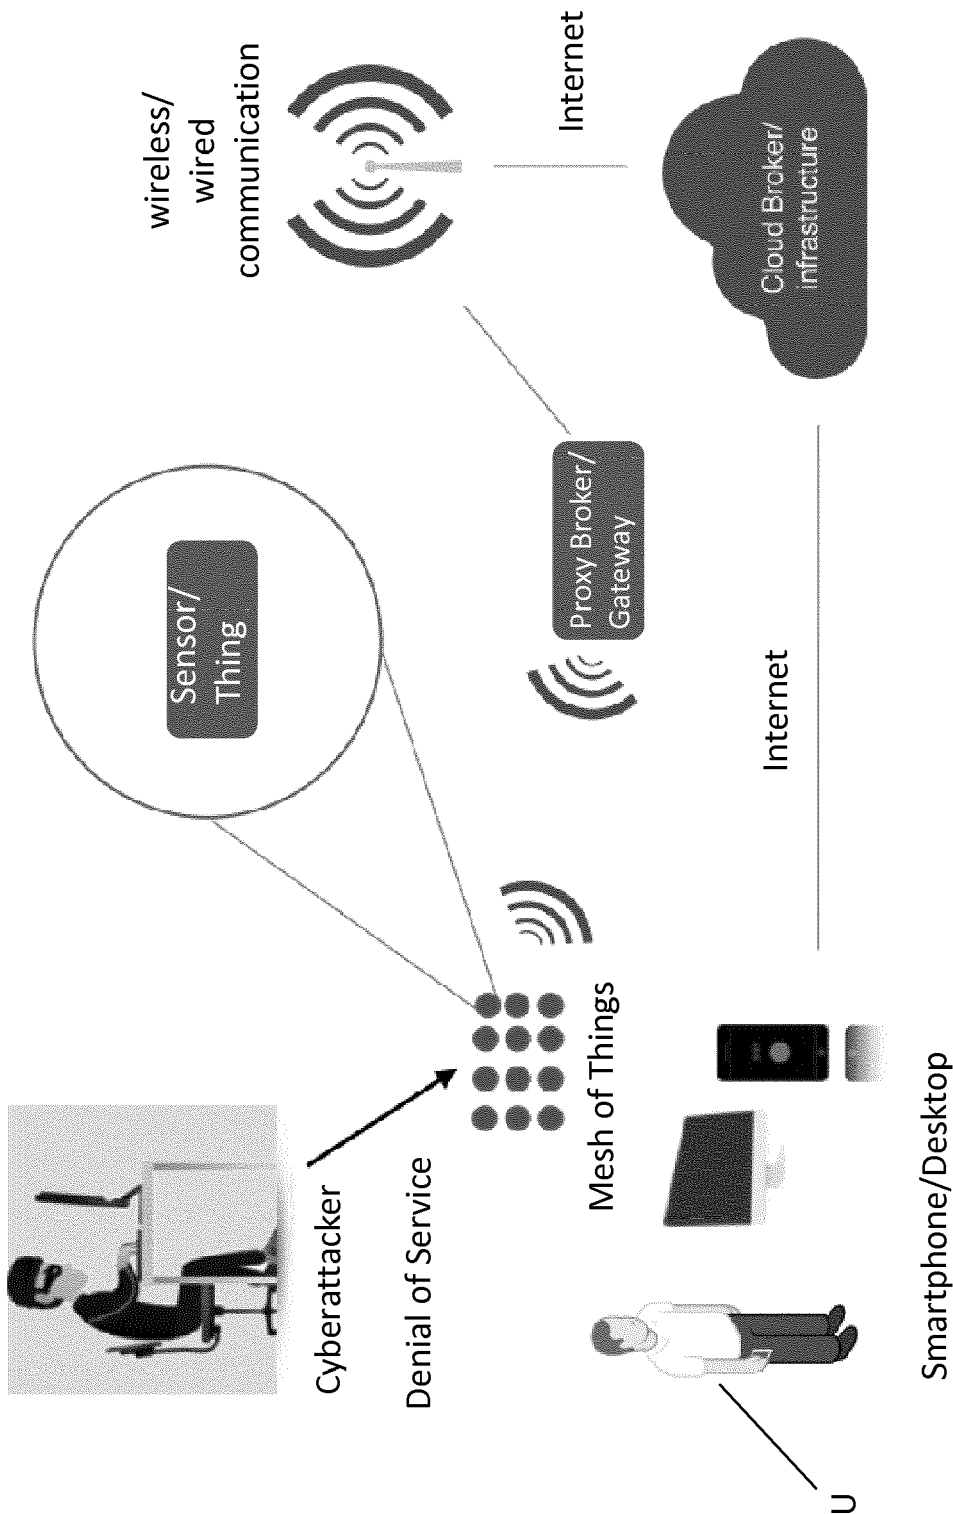 Cyberattacker
Denial of Service
Sensor/
Thing
wireless/
wired
communication
Mesh of Things
Proxy Broker/
Gateway
Internet
Internet
Cloud Broker/
infrastructure
U
Smartphone/Desktop